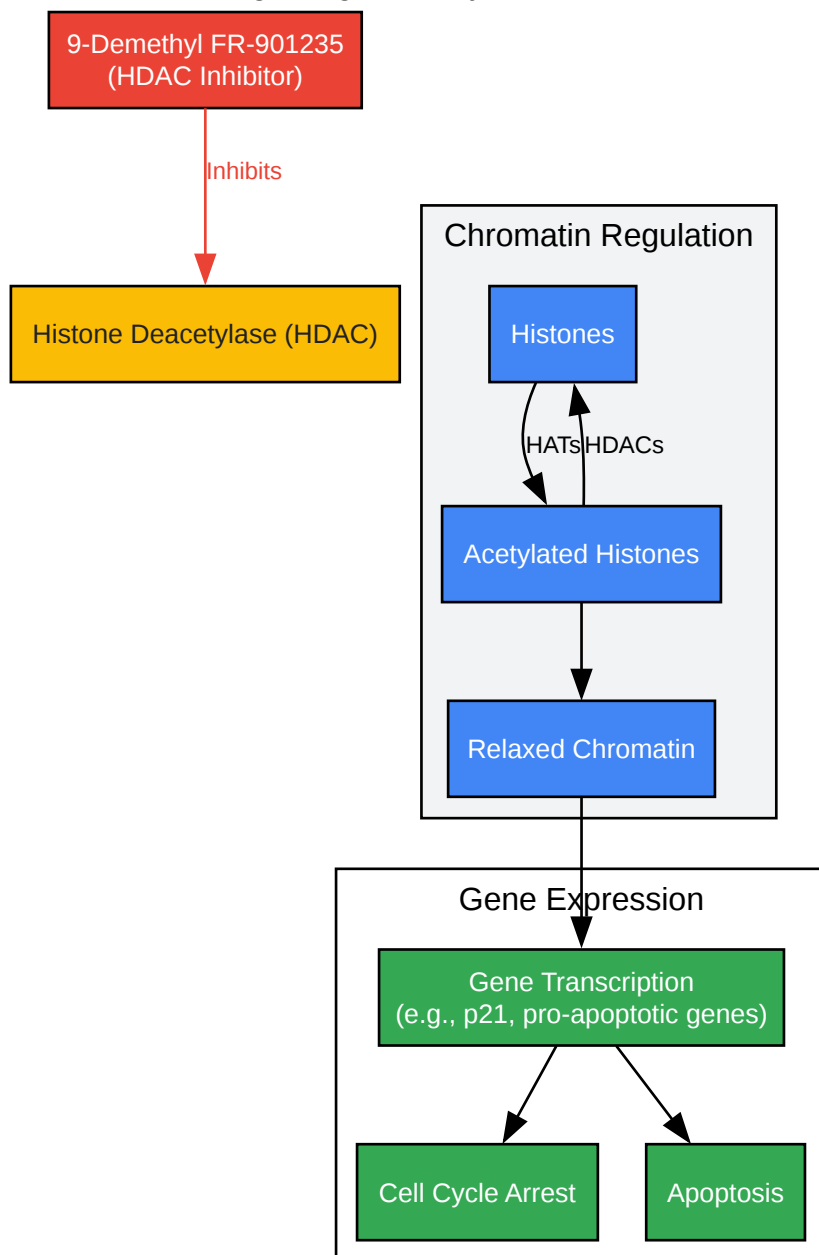 9-Demethyl FR-901235
(HDAC Inhibitor)
Inhibits
Histone Deacetylase (HDAC)
Chromatin Regulation
Histones
HATs
HDACs
Acetylated Histones
Relaxed Chromatin
Gene Expression
Gene Transcription
(e.g., p21, pro-apoptotic genes)
Cell Cycle Arrest
Apoptosis